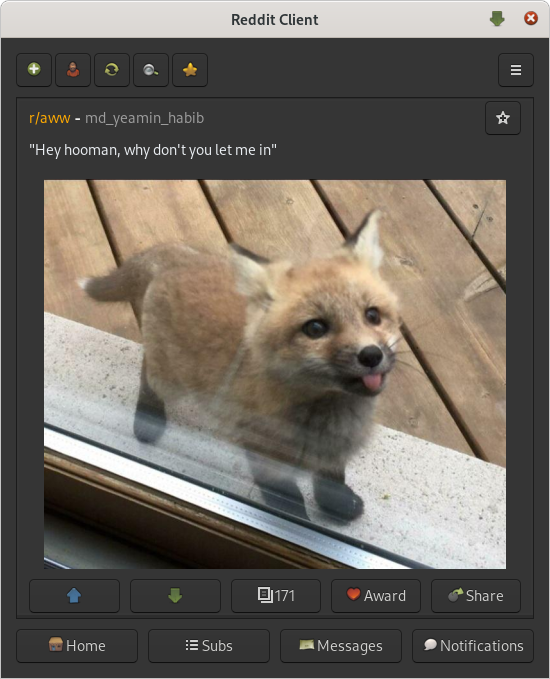 Reddit Client
r/aww - md_yeamin_habib
"Hey hooman, why don't you let me in"
171 Award Share
Home Subs Messages Notifications